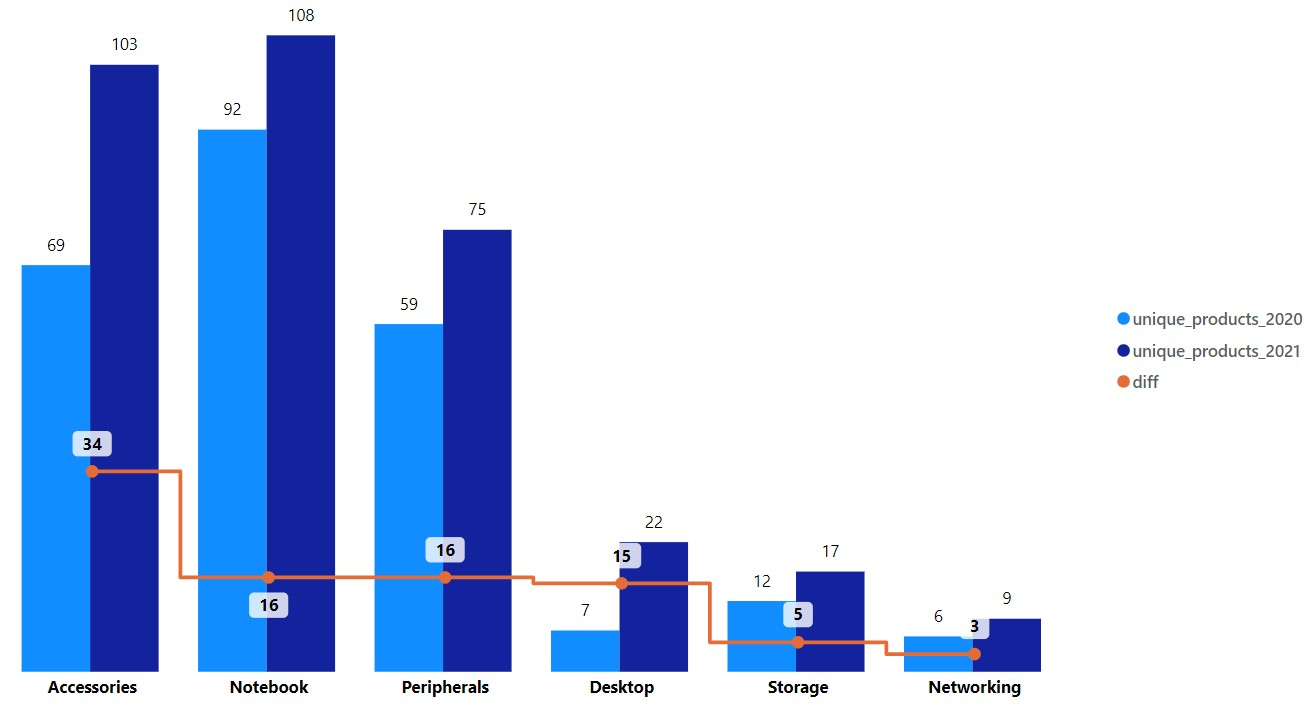 108
103
92
75
69
59
34
22
16
15
17
12
7
16
5
6
9
3
Accessories
Notebook
Peripherals
Desktop
Storage
Networking
unique_products_2020
unique_products_2021
diff